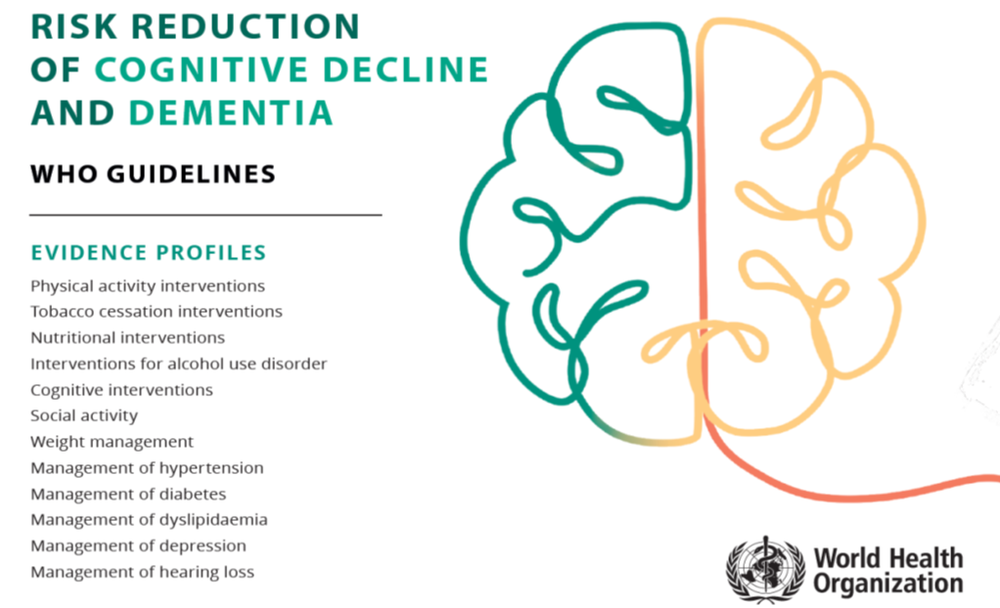 RISK REDUCTION
OF COGNITIVE DECLINE
AND DEMENTIA
WHO GUIDELINES
EVIDENCE PROFILES
Physical activity interventions
Tobacco cessation interventions
Nutritional interventions
Interventions for alcohol use disorder
Cognitive interventions
Social activity
Weight management
Management of hypertension
Management of diabetes
Management of dyslipidaemia
Management of depression
Management of hearing loss
World Health
Organization